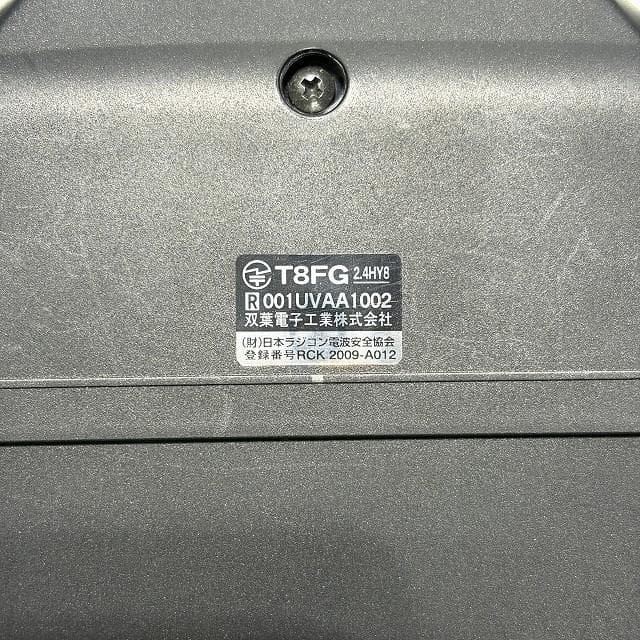 T8FG 2.4HY8
R 001UVAA1002
双葉電子工業株式会社
(財)日本ラジコン電波安全協会
登録番号RCK 2009-A012